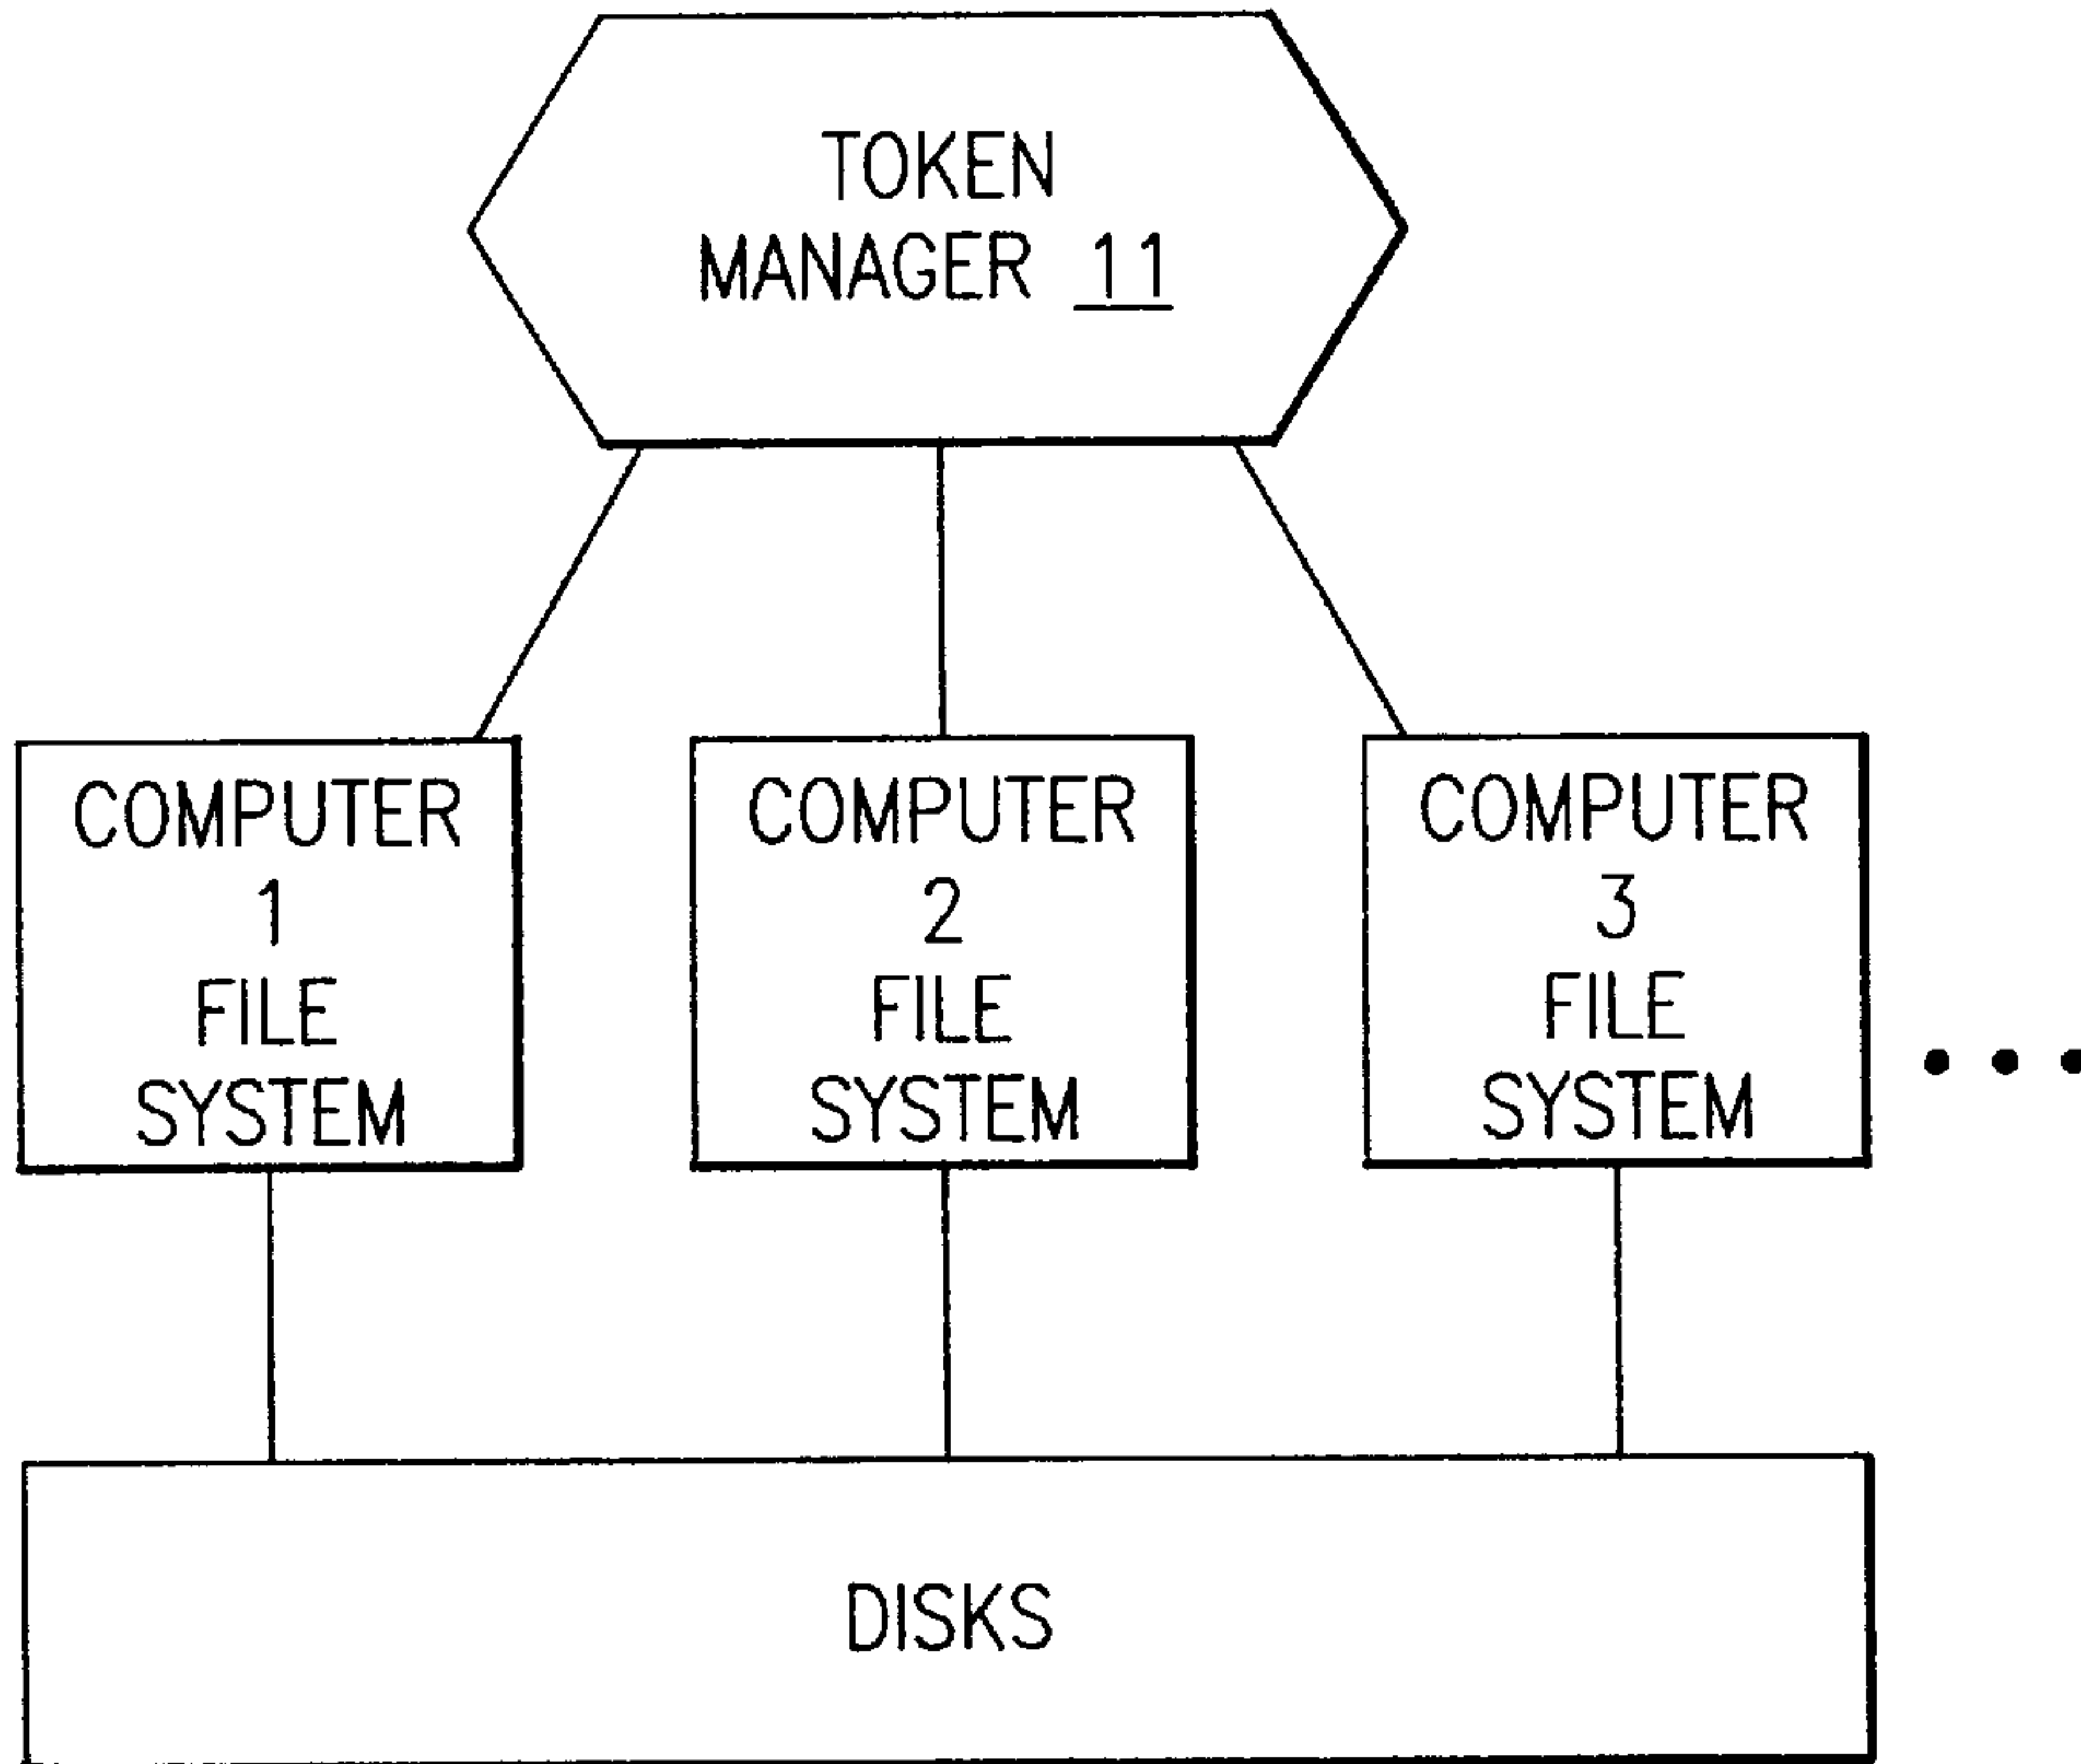 TOKEN
MANAGER 11
COMPUTER
1
FILE
SYSTEM
COMPUTER
2
FILE
SYSTEM
COMPUTER
3
FILE
SYSTEM
• • •
DISKS